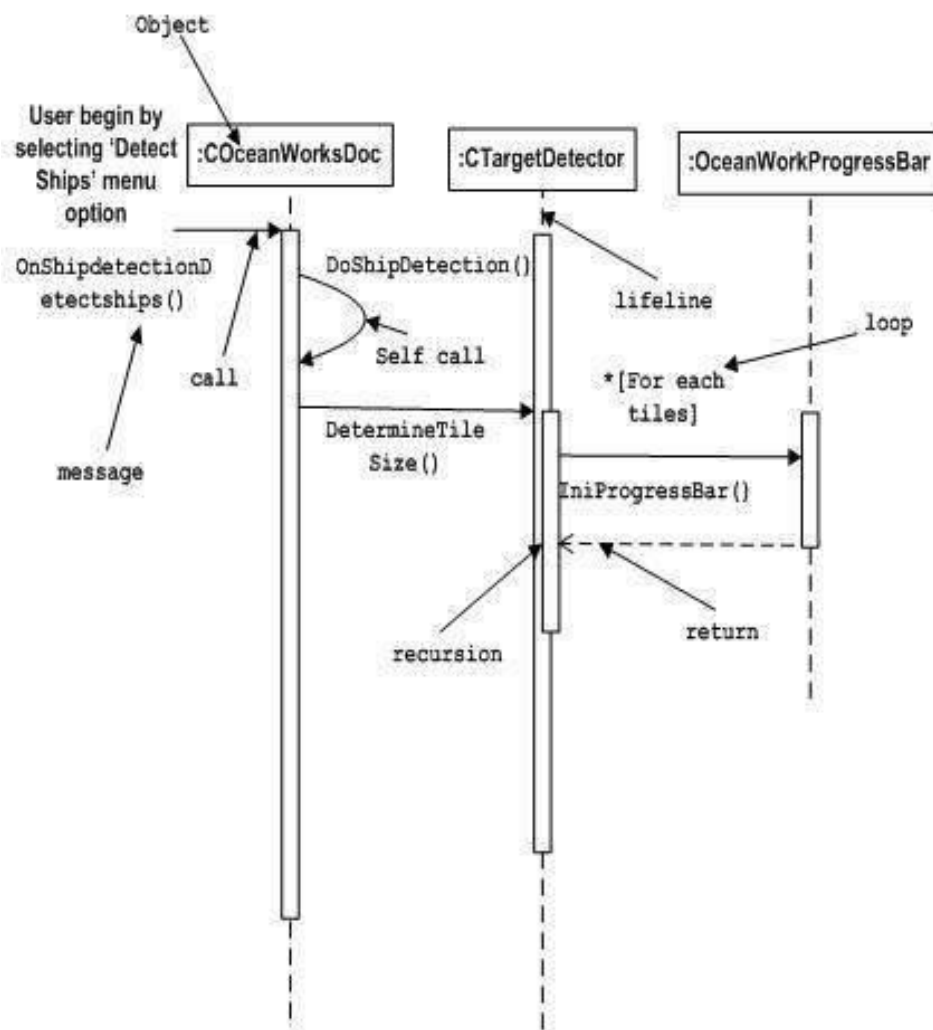 Object
User begin by
selecting 'Detect
Ships' menu
option
:COceanWorksDoc
:CTargetDetector
:OceanWorkProgressBar
OnShipdetectionD
etectships()
DoShipDetection()
lifeline
loop
Self call
call
*[For each
tiles]
DetermineTile
Size()
message
IniProgressBar()
return
recursion